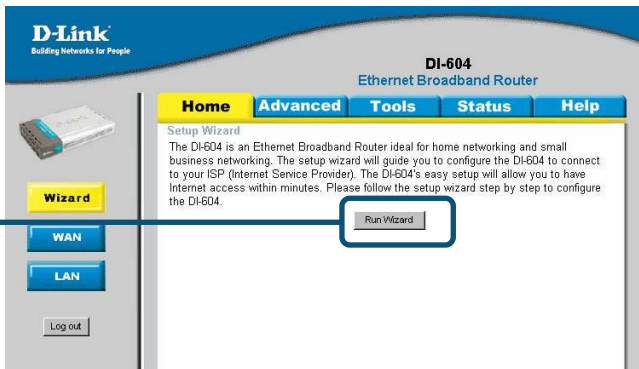 D-Link
Building Networks for People
DI-604
Ethernet Broadband Router
Home Advanced Tools Status Help
Setup Wizard
The DI-604 is an Ethernet Broadband Router ideal for home networking and small
business networking. The setup wizard will guide you to configure the DI-604 to connect
to your ISP (Internet Service Provider). The DI-604's easy setup will allow you to have
Internet access within minutes. Please follow the setup wizard step by step to configure
the DI-604.
Run Wizard
Wizard
WAN
LAN
Log out